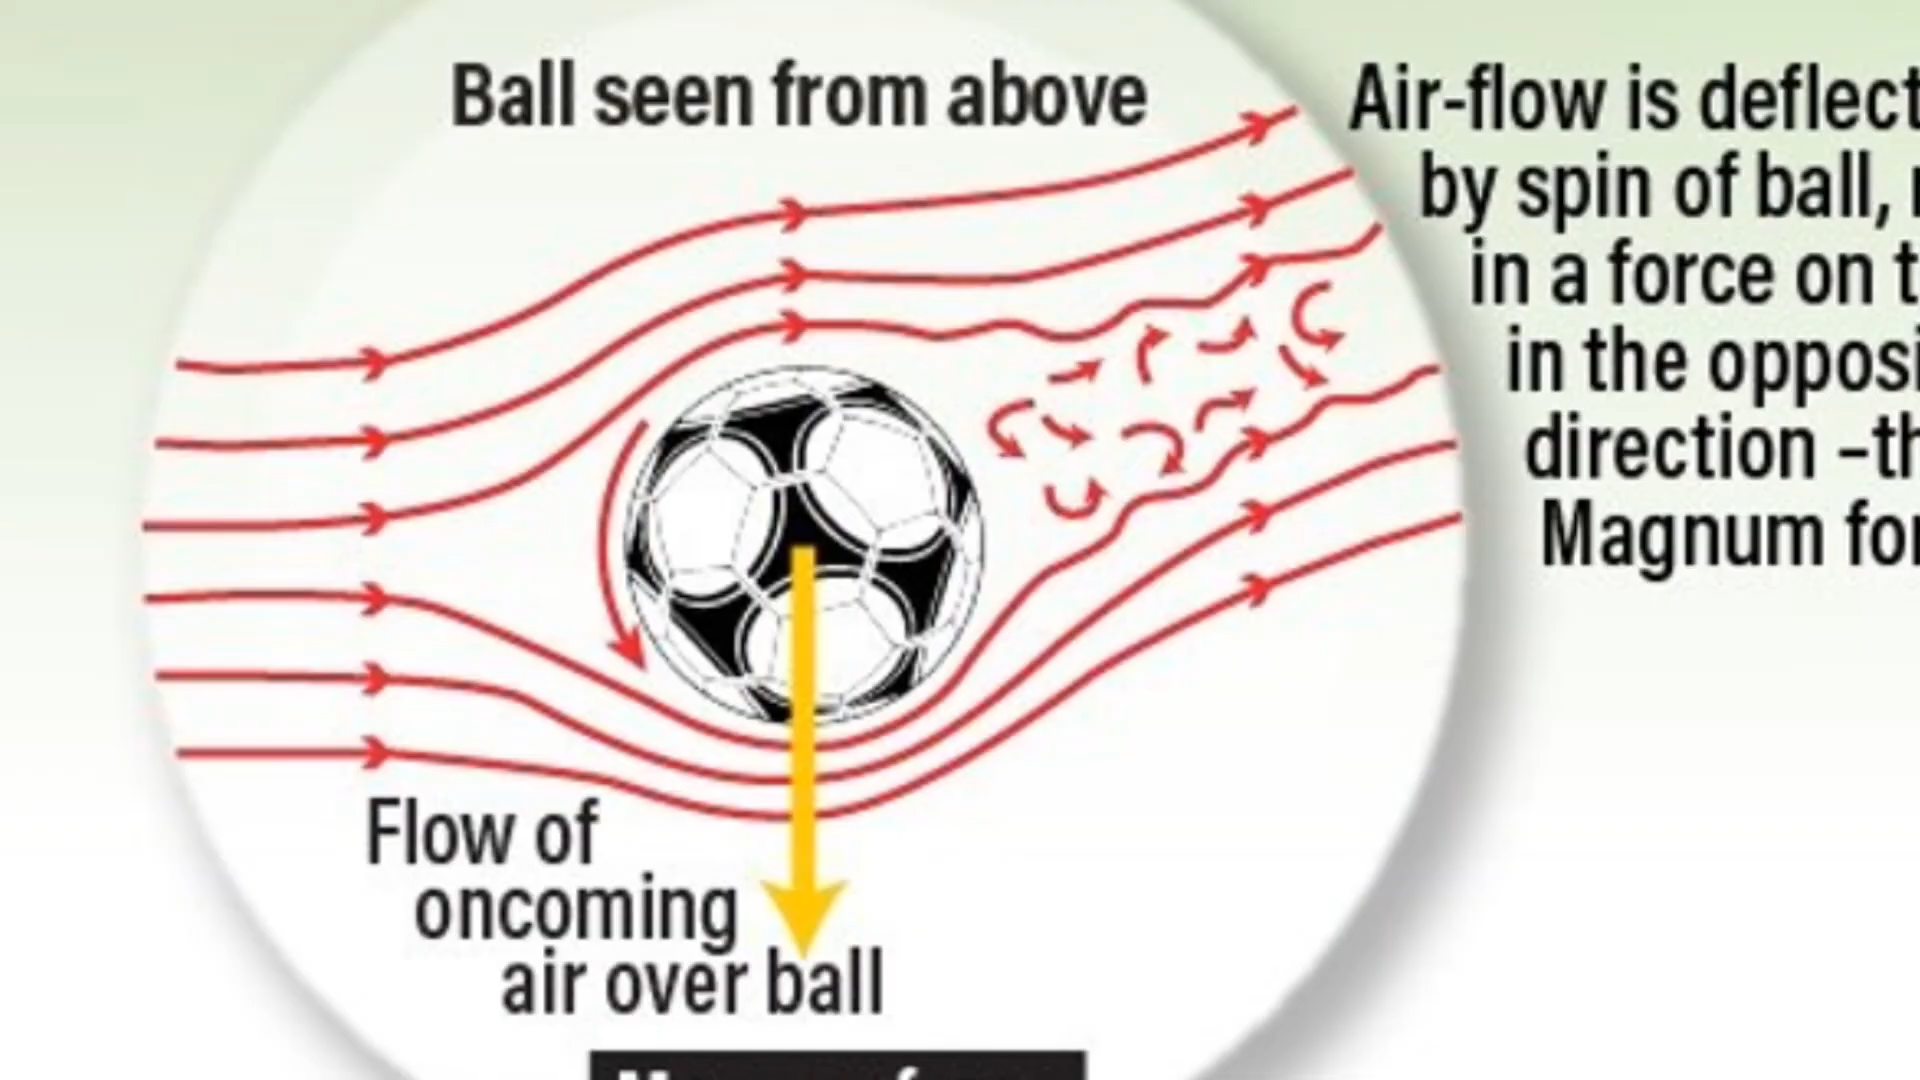 Ball seen from above
Air-flow is deflect
by spin of ball,
in a force on t
in the opposi
direction –th
Magnum for
Flow of
oncoming
air over ball